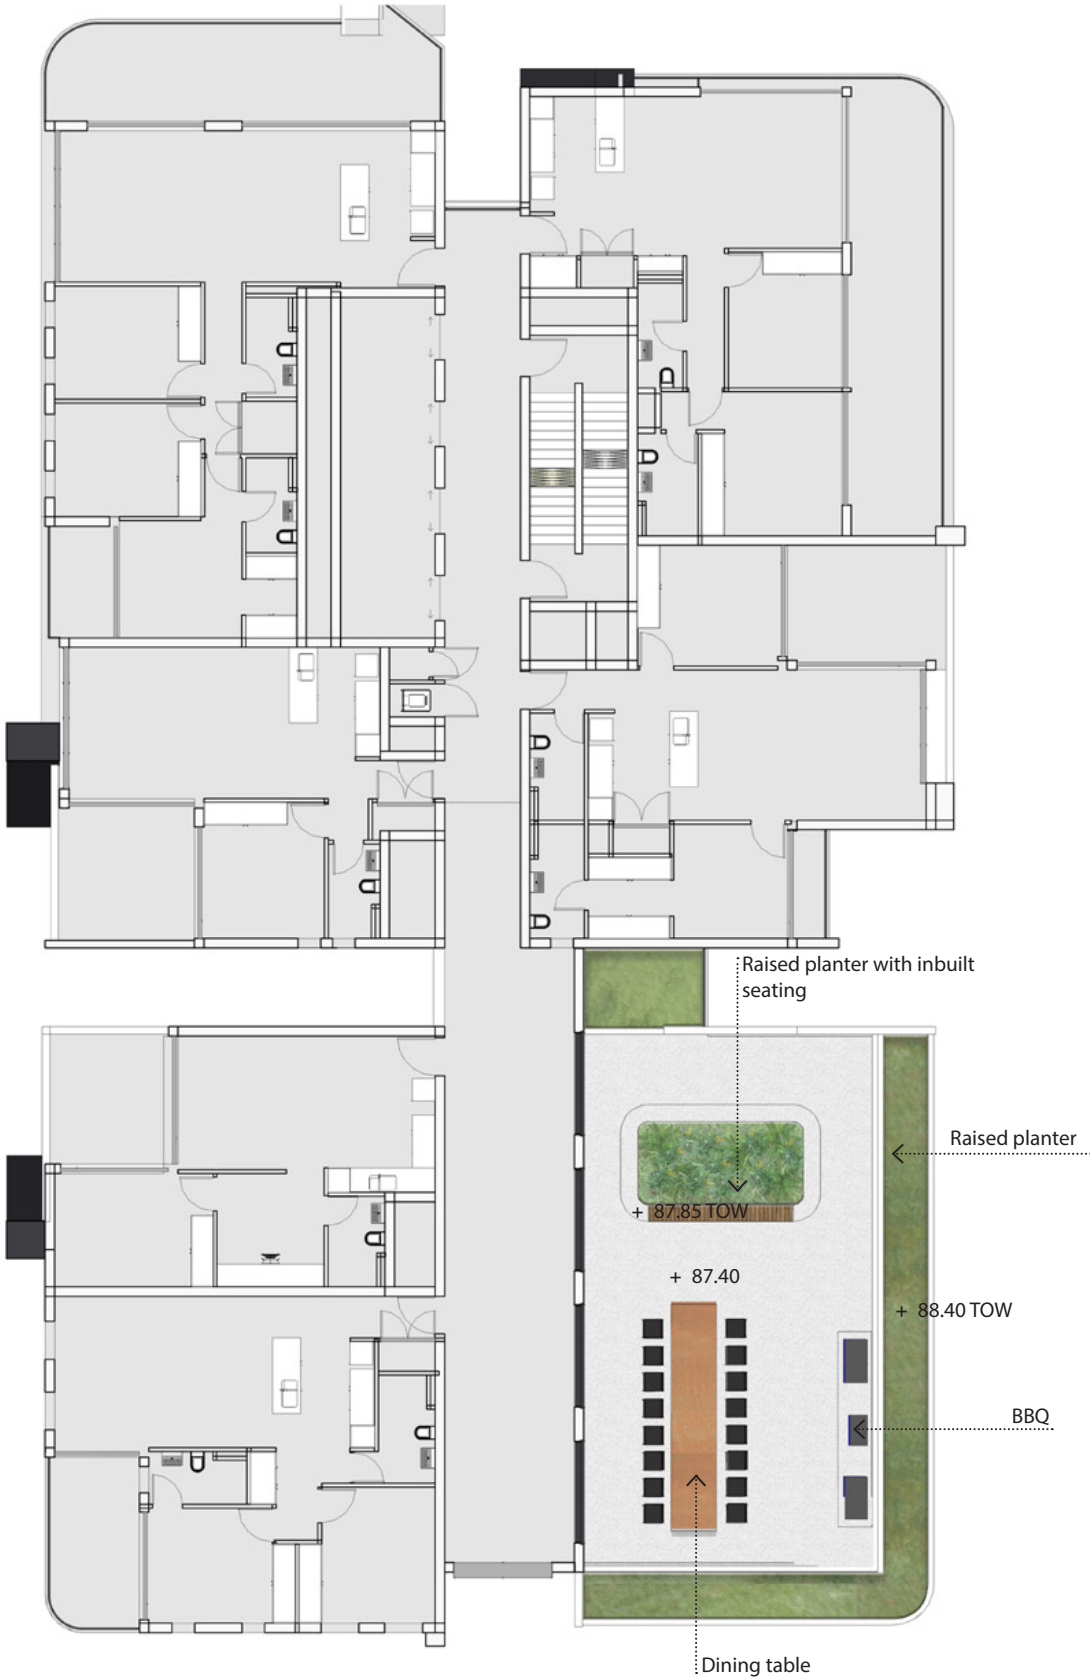 Raised planter with inbuilt
seating
Raised planter
+ 87.85 TOW
+ 87.40
+ 88.40 TOW
BBQ
Dining table